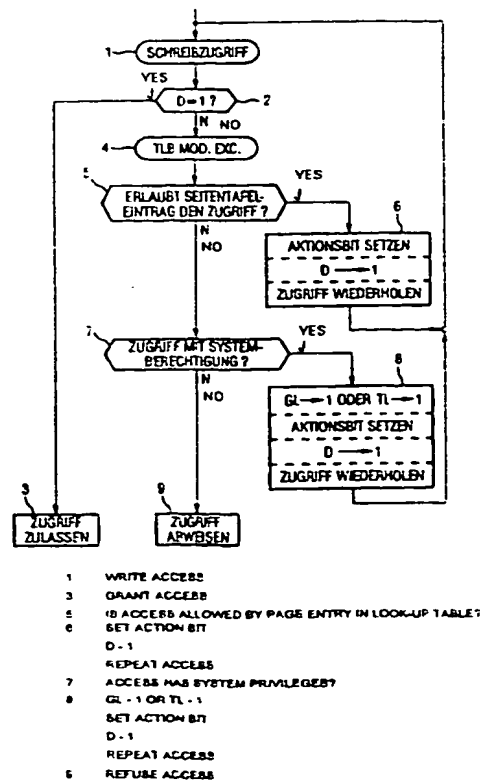 1
SCHREIBZUGRIFF
YES
D=1?
2
N NO
4
TLB MOD. EXC.
5
ERLAUBT SEITENTAFEL-
EINTRAG DEN ZUGRIFF?
YES
N
NO
6
AKTIONSBIT SETZEN
D → 1
ZUGRIFF WIEDERHOLEN
7
ZUGRIFF MIT SYSTEM-
BERECHTIGUNG?
YES
N
NO
8
GL → 1 ODER TL → 1
AKTIONSBIT SETZEN
D → 1
ZUGRIFF WIEDERHOLEN
3
ZUGRIFF
ZULASSEN
9
ZUGRIFF
ABWEISEN
1 WRITE ACCESS
3 GRANT ACCESS
5 IS ACCESS ALLOWED BY PAGE ENTRY IN LOOK-UP TABLE?
6 SET ACTION BIT
D - 1
REPEAT ACCESS
7 ACCESS HAS SYSTEM PRIVILEGES?
8 GL - 1 OR TL - 1
SET ACTION BIT
D - 1
REPEAT ACCESS
REFUSE ACCESS